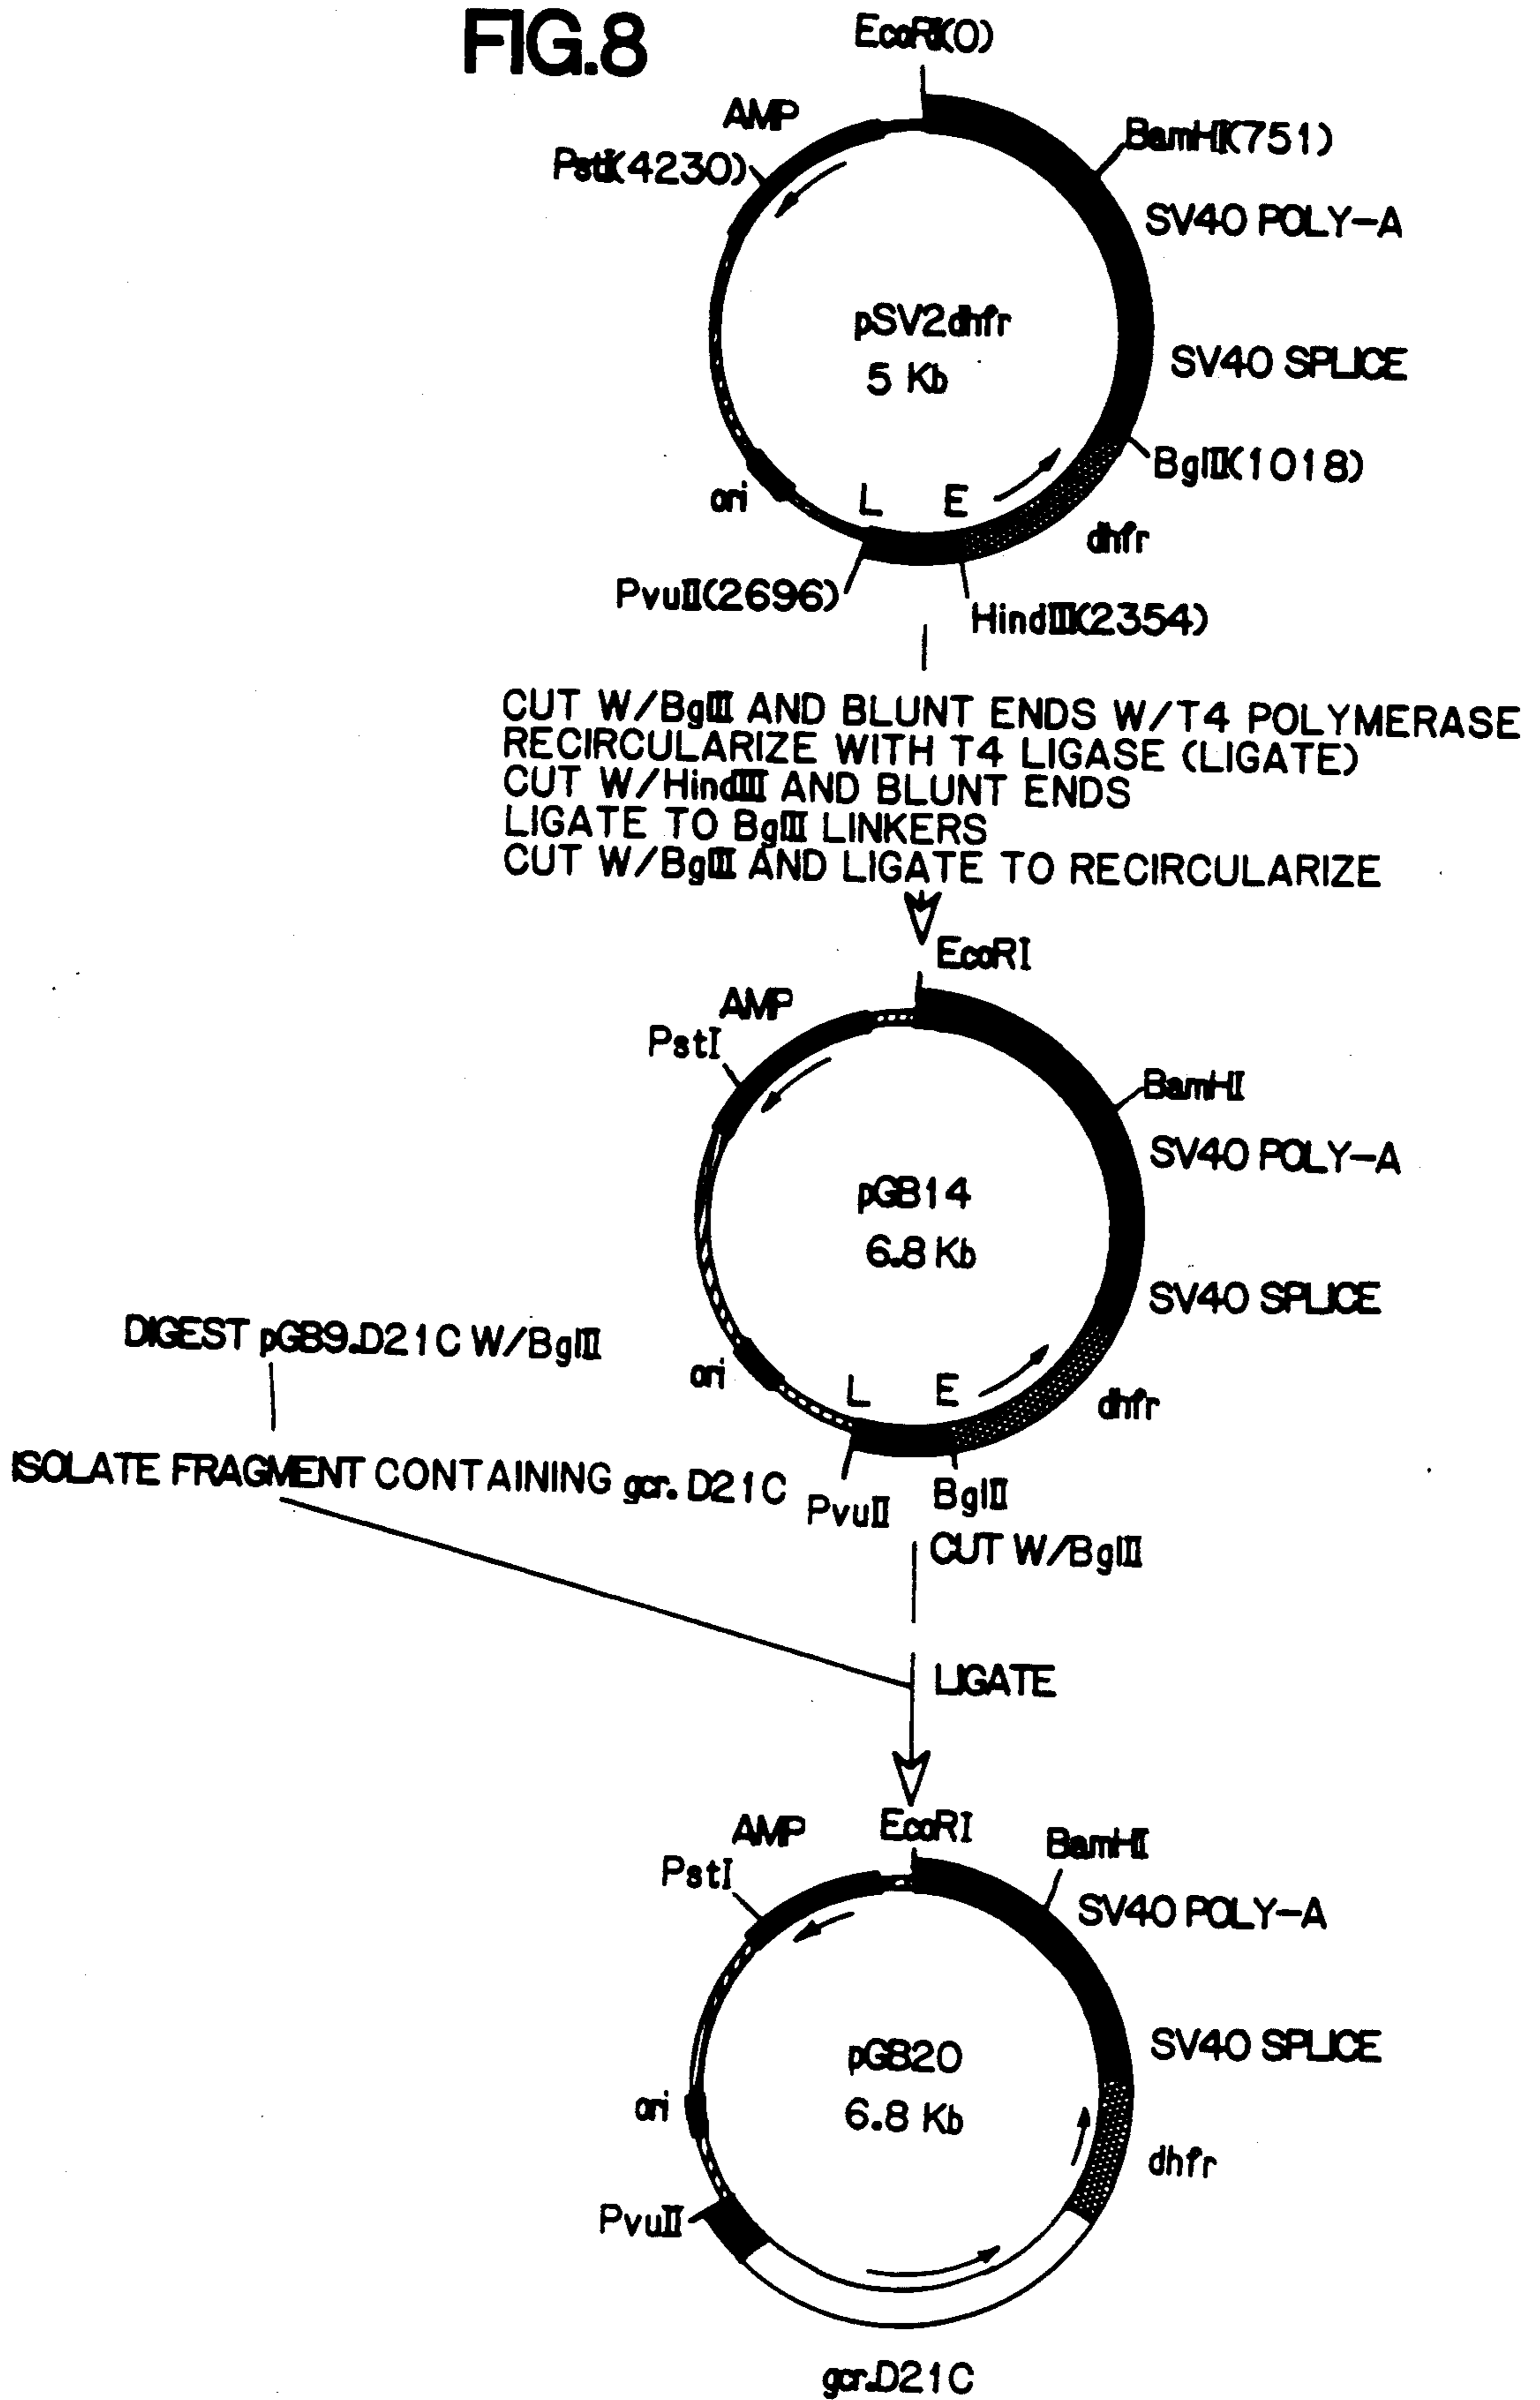 FIG.8
EcoRI(0)
AMP
BamHI(751)
PstI(4230)
SV40 POLY-A
pSV2dhfr
5 Kb
SV40 SPLICE
BglII(1018)
ori
L E
dhfr
PvuII(2696)
HindIII(2354)
CUT W/BglII AND BLUNT ENDS W/T4 POLYMERASE
RECIRCULARIZE WITH T4 LIGASE (LIGATE)
CUT W/HindIII AND BLUNT ENDS
LIGATE TO BglII LINKERS
CUT W/BglII AND LIGATE TO RECIRCULARIZE
EcoRI
AMP
PstI
BamHI
SV40 POLY-A
pGB14
6.8 Kb
SV40 SPLICE
DIGEST pGB9.D21C W/BglII
ori
L E
dhfr
ISOLATE FRAGMENT CONTAINING gcr.D21C
PvuII
BglII
CUT W/BglII
LIGATE
AMP
EcoRI
BamHI
PstI
SV40 POLY-A
pGB20
6.8 Kb
SV40 SPLICE
ori
dhfr
PvuII
gcr.D21C